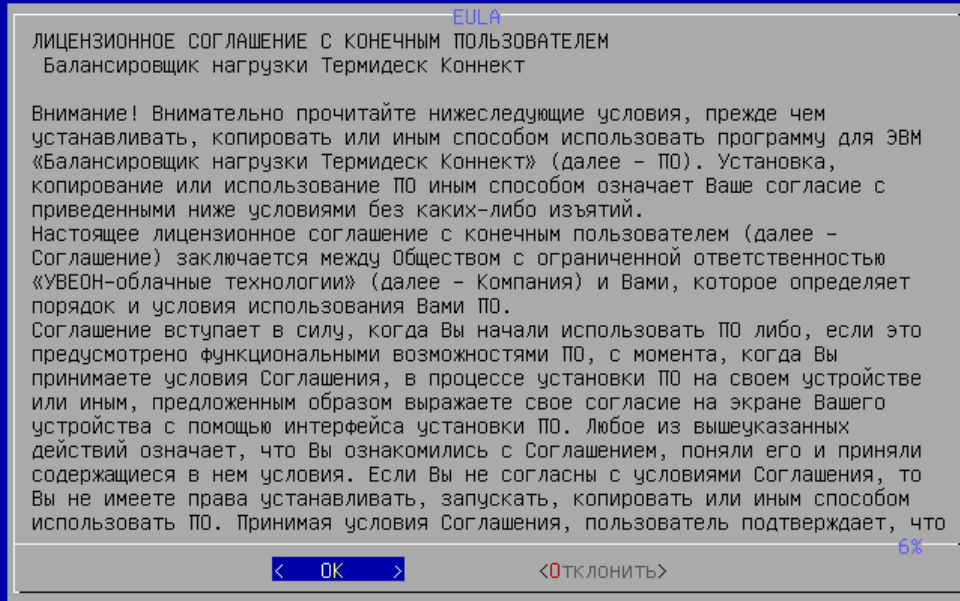 EULA
ЛИЦЕНЗИОННОЕ СОГЛАШЕНИЕ С КОНЕЧНЫМ ПОЛЬЗОВАТЕЛЕМ
Балансировщик нагрузки Термидеск Коннект
Внимание! Внимательно прочитайте нижеследующие условия, прежде чем
устанавливать, копировать или иным способом использовать программу для ЭВМ
«Балансировщик нагрузки Термидеск Коннект» (далее – ПО). Установка,
копирование или использование ПО иным способом означает Ваше согласие с
приведенными ниже условиями без каких-либо изъятий.
Настоящее лицензионное соглашение с конечным пользователем (далее –
Соглашение) заключается между Обществом с ограниченной ответственностью
«УВЕОН-облачные технологии» (далее – Компания) и Вами, которое определяет
порядок и условия использования Вами ПО.
Соглашение вступает в силу, когда Вы начали использовать ПО либо, если это
предусмотрено функциональными возможностями ПО, с момента, когда Вы
принимаете условия Соглашения, в процессе установки ПО на своем устройстве
или иным, предложенным образом выражаете свое согласие на экране Вашего
устройства с помощью интерфейса установки ПО. Любое из вышеуказанных
действий означает, что Вы ознакомились с Соглашением, поняли его и приняли
содержащиеся в нем условия. Если Вы не согласны с условиями Соглашения, то
Вы не имеете права устанавливать, запускать, копировать или иным способом
использовать ПО. Принимая условия Соглашения, пользователь подтверждает, что
6%
< OK > <Отклонить>